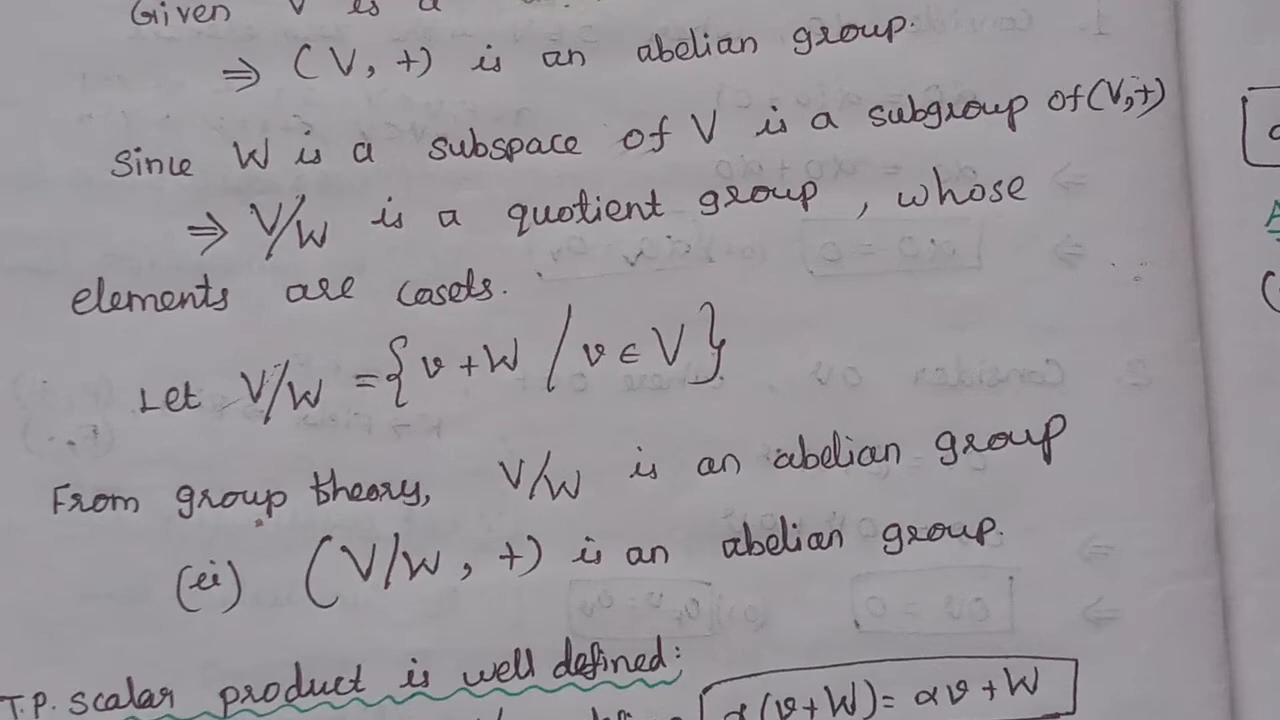 Given V is a
⇒ (V, +) is an abelian group.
Since W is a subspace of V is a subgroup of (V,+)
⇒ V/W is a quotient group, whose
elements are cosets.
Let V/W = {v + W / v ∈ V}
From group theory, V/W is an abelian group
(ei) (V/W, +) is an abelian group.
T.P. scalar product is well defined:
α(v+W) = αv + W